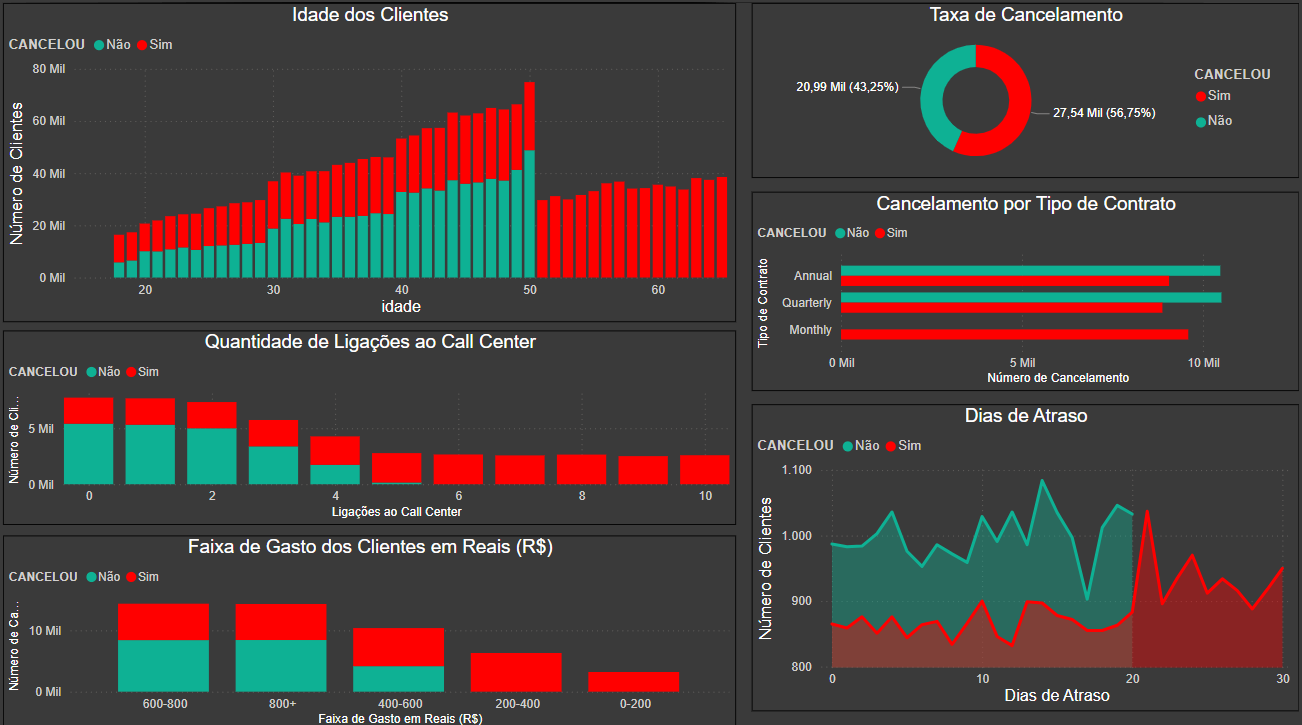 Idade dos Clientes
CANCELOU Não Sim
Número de Clientes
80 Mil
60 Mil
40 Mil
20 Mil
0 Mil
20 30 40 50 60
idade
Quantidade de Ligações ao Call Center
CANCELOU Não Sim
Número de Cli...
5 Mil
0 Mil
0 2 4 6 8 10
Ligações ao Call Center
Faixa de Gasto dos Clientes em Reais (R$)
CANCELOU Não Sim
Número de Ca...
10 Mil
0 Mil
600-800 800+ 400-600 200-400 0-200
Faixa de Gasto em Reais (R$)
Taxa de Cancelamento
20,99 Mil (43,25%)
27,54 Mil (56,75%)
CANCELOU
Sim
Não
Cancelamento por Tipo de Contrato
CANCELOU Não Sim
Tipo de Contrato
Annual
Quarterly
Monthly
0 Mil 5 Mil 10 Mil
Número de Cancelamento
Dias de Atraso
CANCELOU Não Sim
Número de Clientes
1.100
1.000
900
800
0 10 20 30
Dias de Atraso